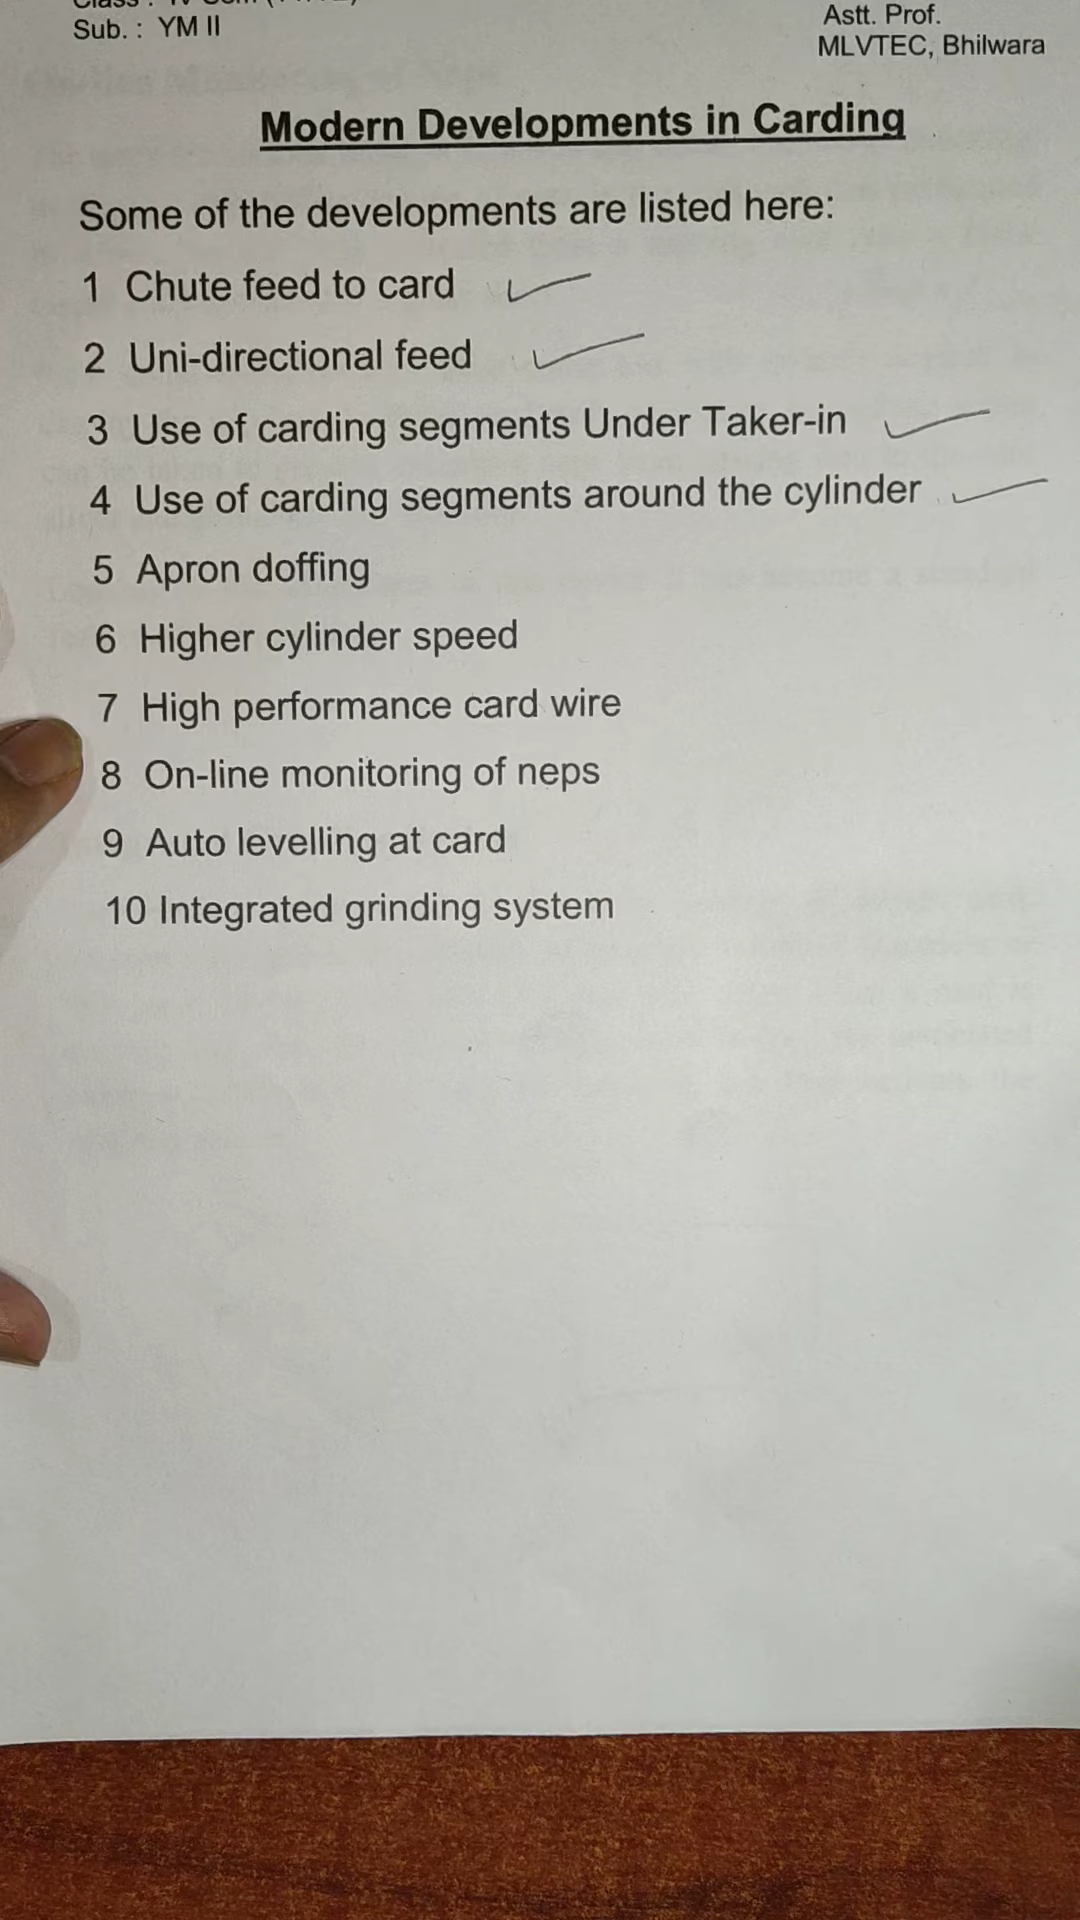 Sub. : YM II
Astt. Prof.
MLVTEC, Bhilwara
Modern Developments in Carding
Some of the developments are listed here:
1 Chute feed to card
2 Uni-directional feed
3 Use of carding segments Under Taker-in
4 Use of carding segments around the cylinder
5 Apron doffing
6 Higher cylinder speed
7 High performance card wire
8 On-line monitoring of neps
9 Auto levelling at card
10 Integrated grinding system